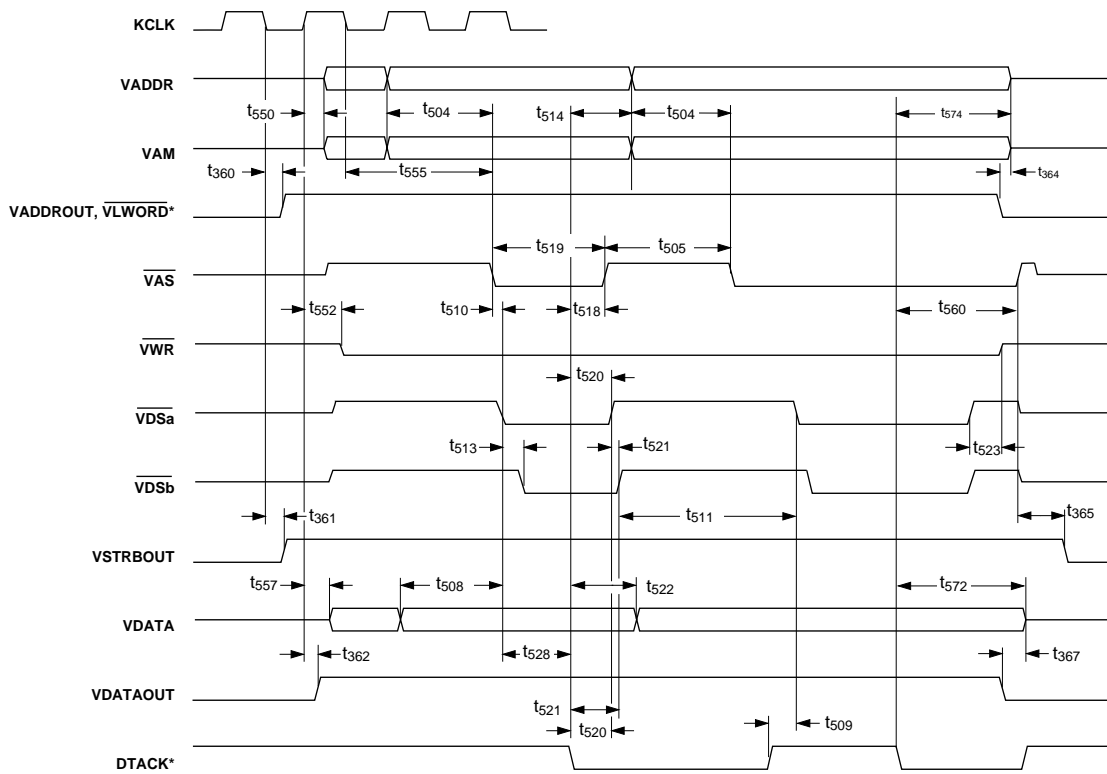 KCLK
VADDR
t550 t504 t514 t504 t574
VAM
t360 t555 t364
VADDROUT, VLWORD*
t519 t505
VAS
t552 t510 t518 t560
VWR
t520
VDSa
t513 t521 t523
VDSb
t361 t511 t365
VSTRBOUT
t557 t508 t522 t572
VDATA
t362 t528 t367
VDATAOUT
t521
t520 t509
DTACK*